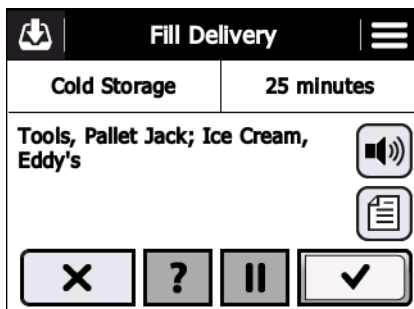 Fill Delivery
Cold Storage
25 minutes
Tools, Pallet Jack; Ice Cream,
Eddy's
?